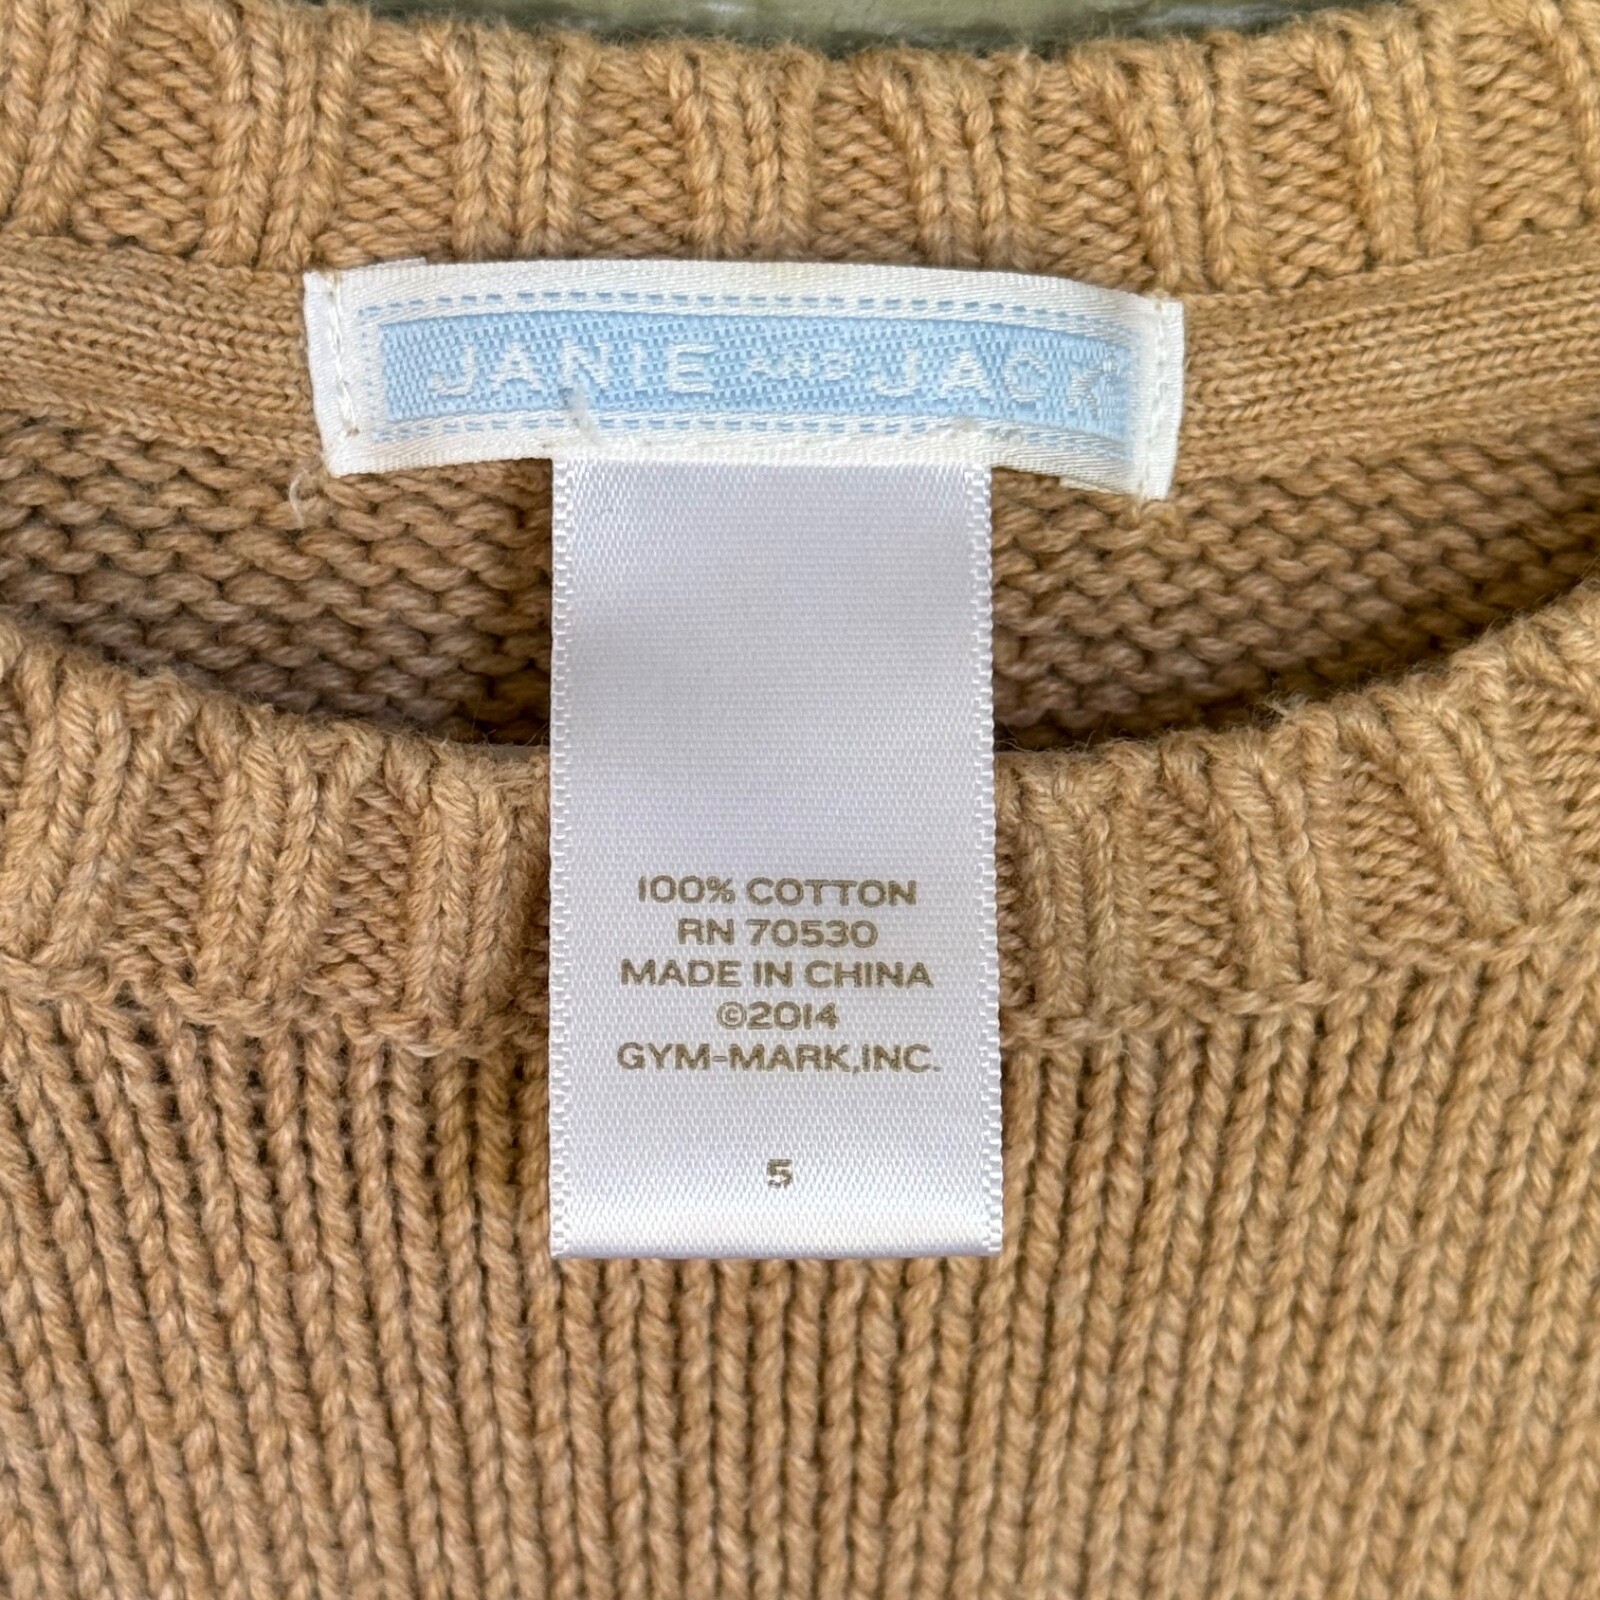 JANIE AND JACK
100% COTTON
RN 70530
MADE IN CHINA
©2014
GYM-MARK,INC.
5